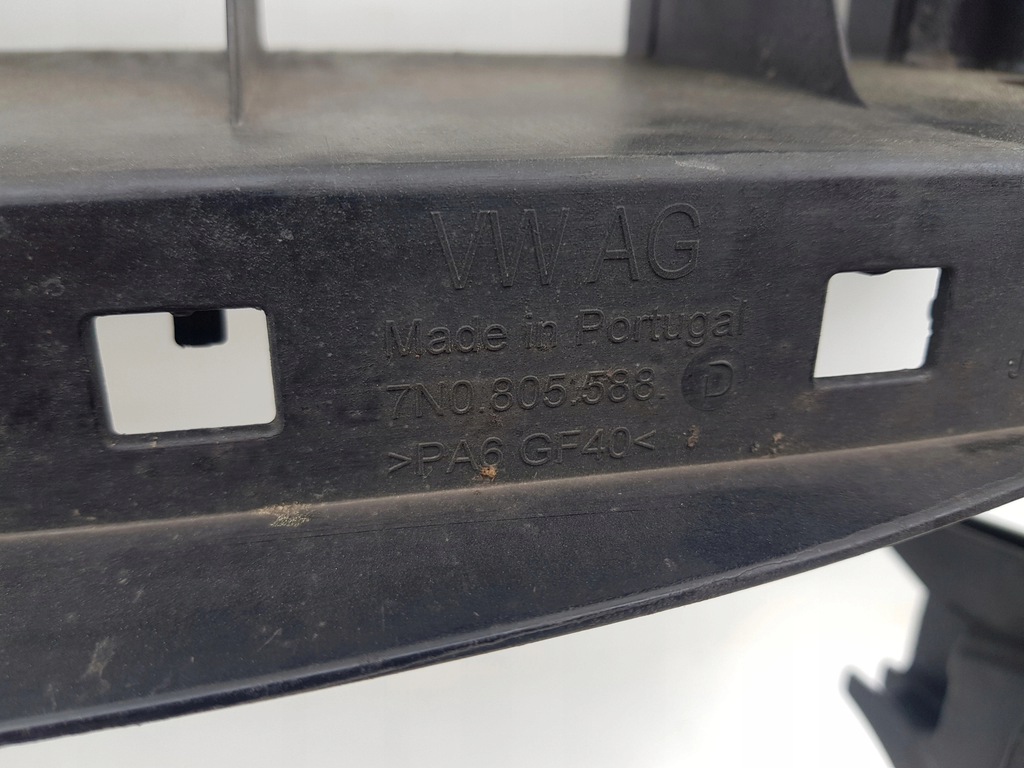 VW AG
Made in Portugal
7N0.805.588. D
>PA6 GF40<
J